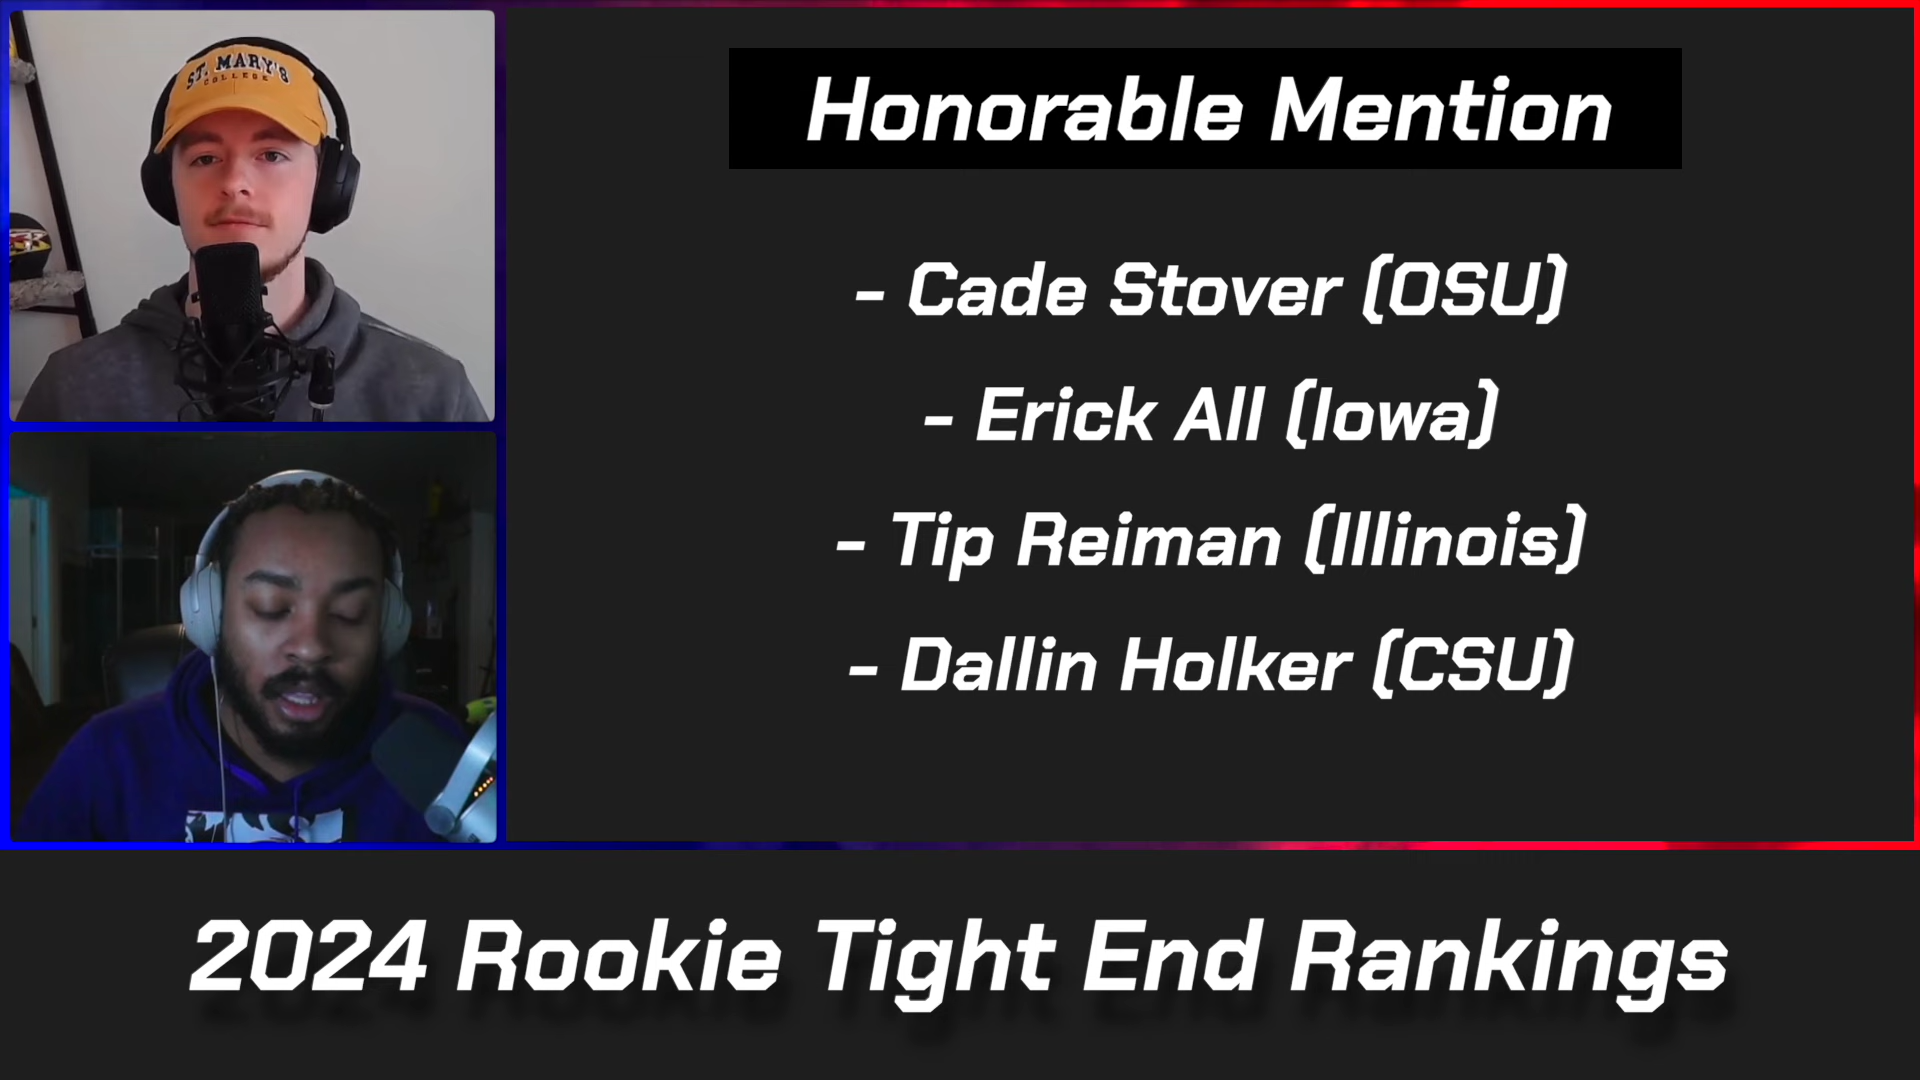 ST. MARY'S
COLLEGE
Honorable Mention
- Cade Stover (OSU)
- Erick All (Iowa)
- Tip Reiman (Illinois)
- Dallin Holker (CSU)
2024 Rookie Tight End Rankings